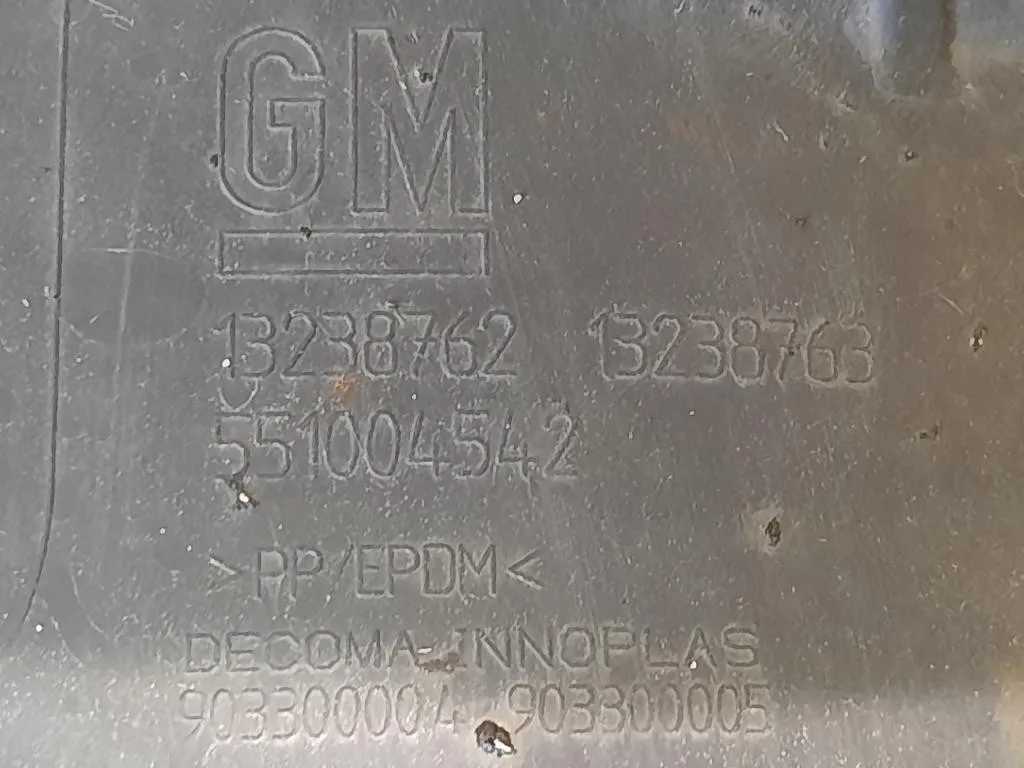 GM
13238762 13238763
551004542
>PP/EPDM<
DECOMA INNOPLAS
903300004 903300005